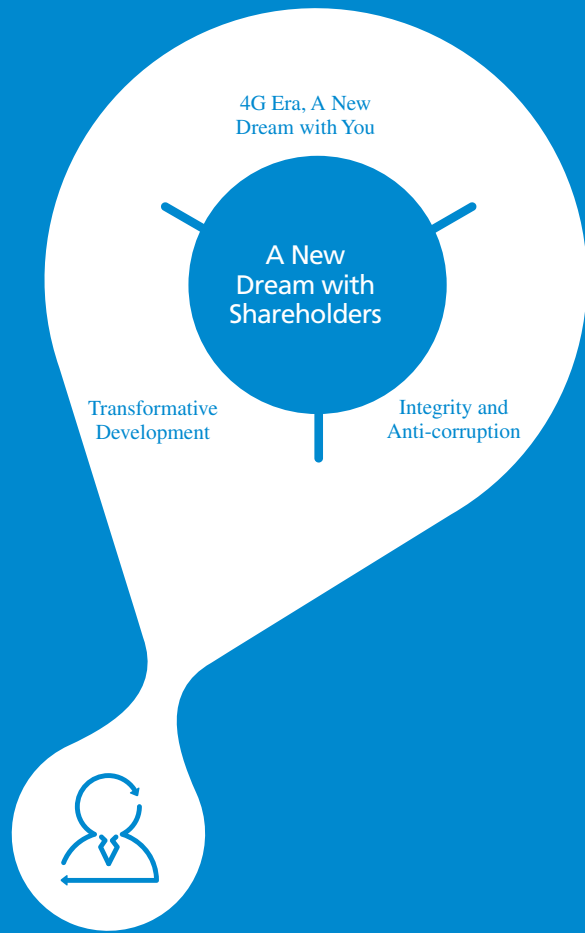 4G Era, A New
Dream with You
A New
Dream with
Shareholders
Transformative
Development
Integrity and
Anti-corruption